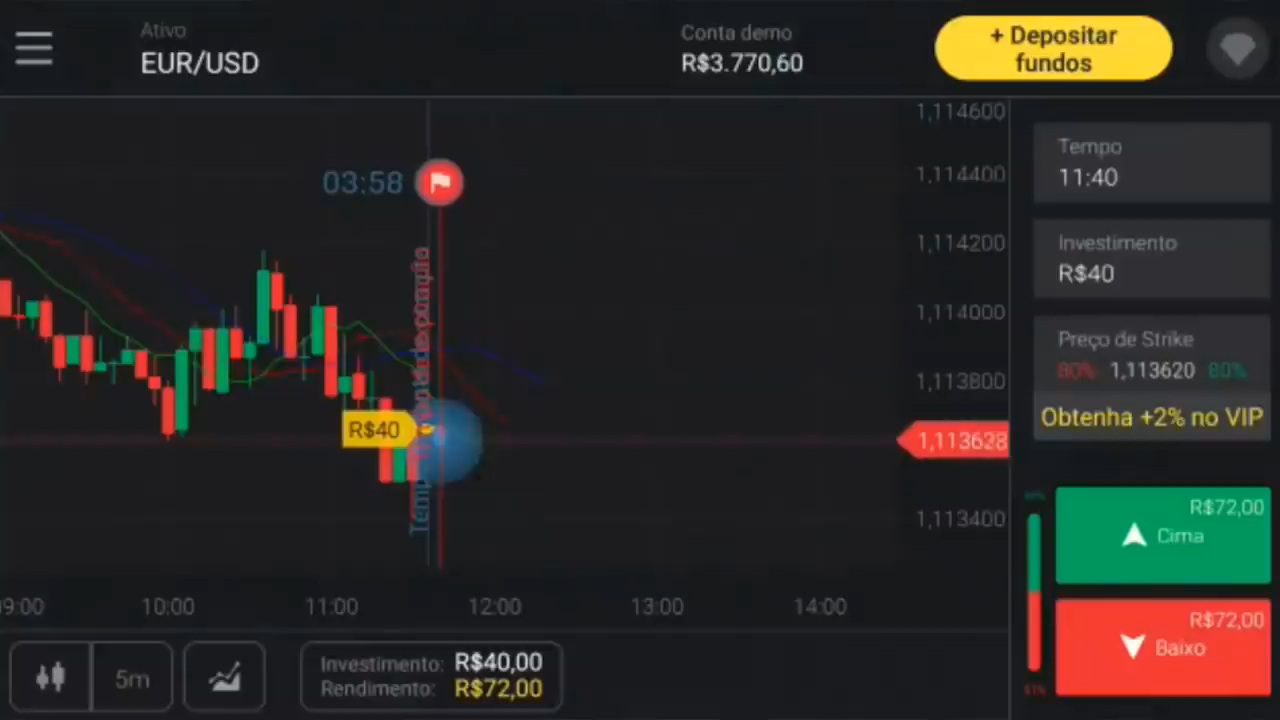 Ativo
EUR/USD
Conta demo
R$3.770,60
+ Depositar
fundos
1,114600
1,114400
1,114200
1,114000
1,113800
1,113628
1,113400
03:58
R$40
09:00
10:00
11:00
12:00
13:00
14:00
5m
Investimento: R$40,00
Rendimento: R$72,00
Tempo
11:40
Investimento
R$40
Preço de Strike
80% 1,113620 80%
Obtenha +2% no VIP
R$72,00
Cima
R$72,00
Baixo